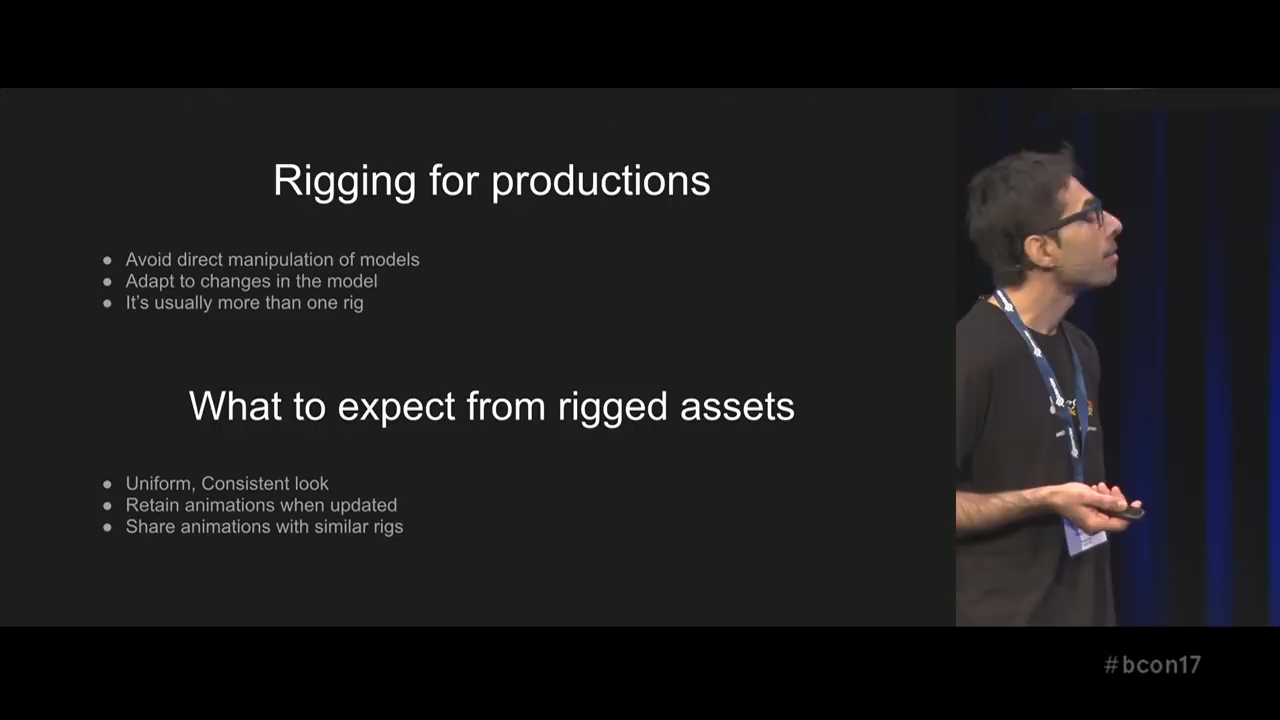 Rigging for productions
● Avoid direct manipulation of models
● Adapt to changes in the model
● It's usually more than one rig
What to expect from rigged assets
● Uniform, Consistent look
● Retain animations when updated
● Share animations with similar rigs
#bcon17